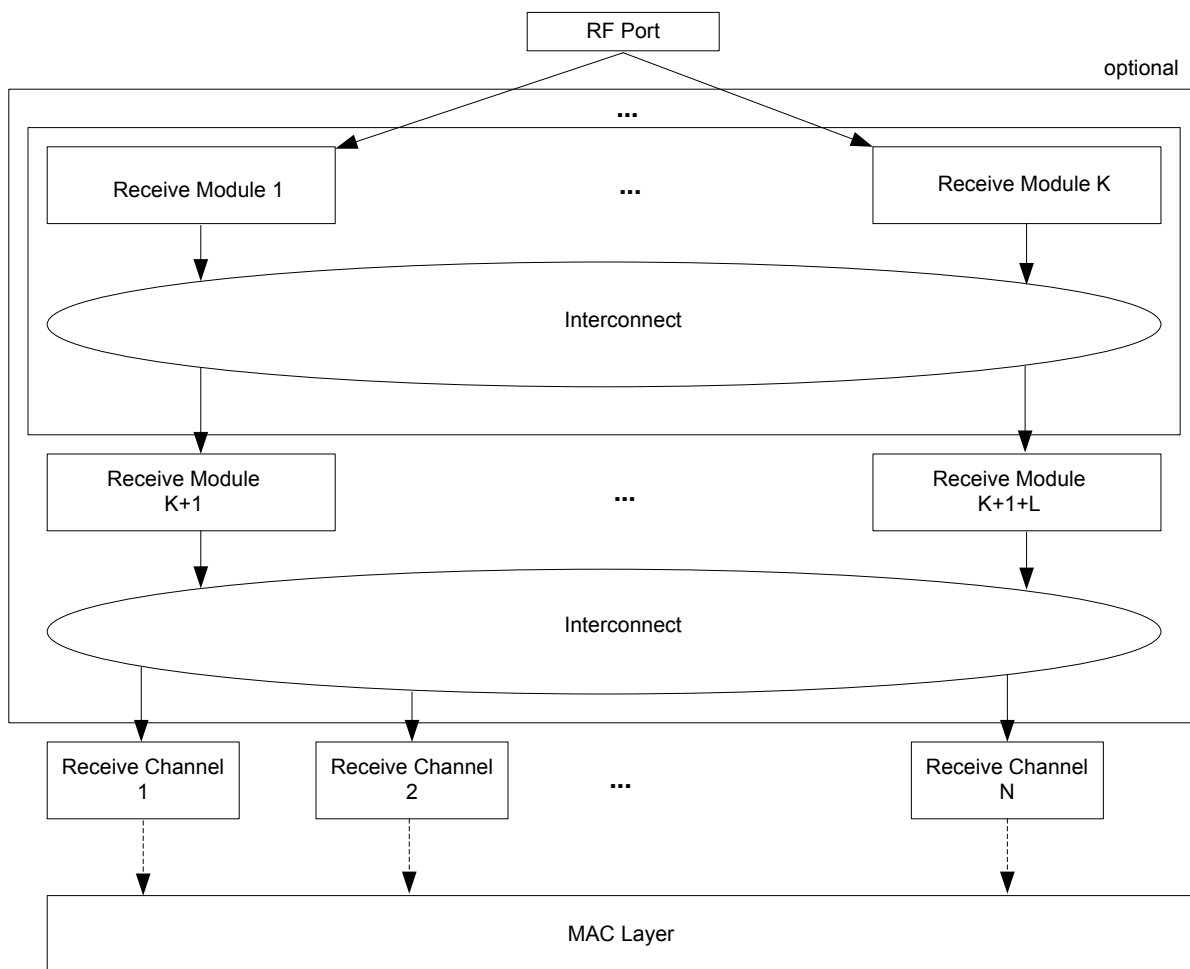 RF Port
optional
...
Receive Module 1
...
Receive Module K
Interconnect
Receive Module
K+1
...
Receive Module
K+1+L
Interconnect
Receive Channel
1
Receive Channel
2
...
Receive Channel
N
MAC Layer